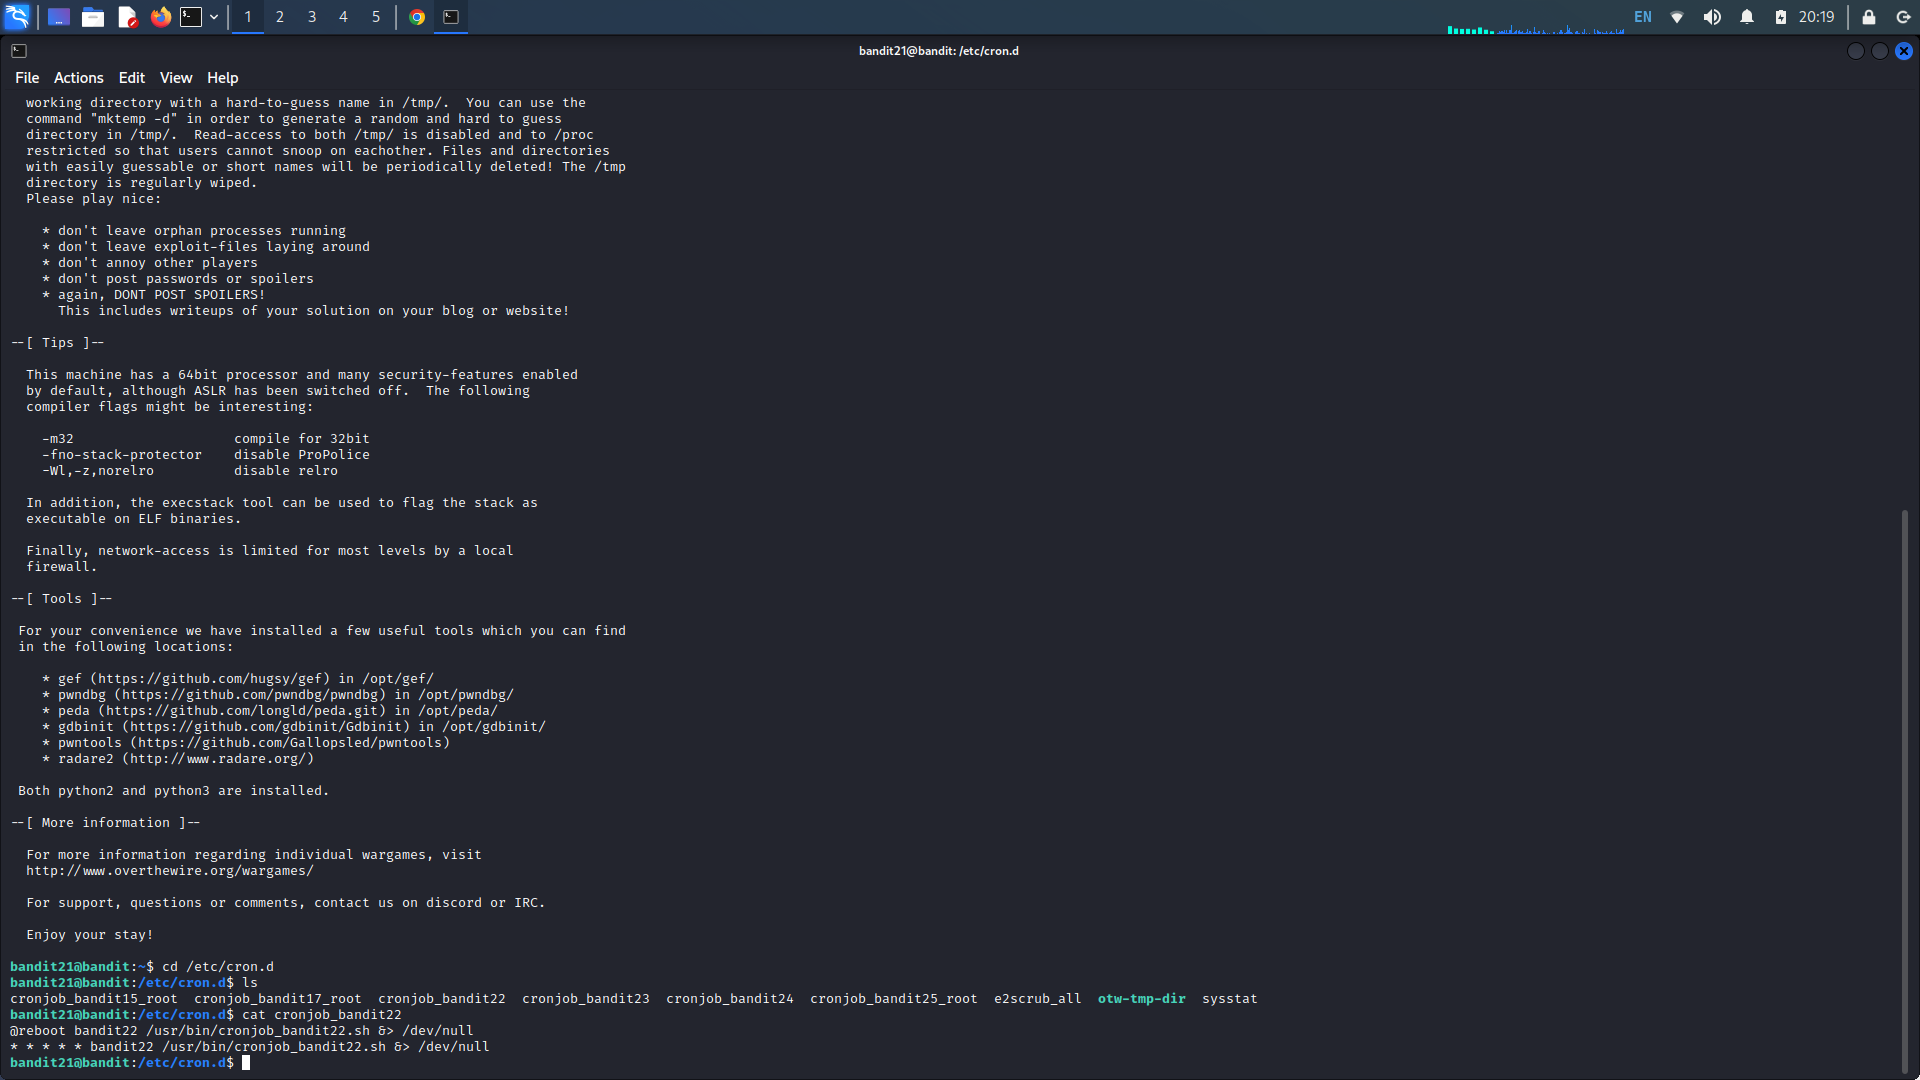 1 2 3 4 5 EN 20:19
bandit21@bandit: /etc/cron.d
File Actions Edit View Help
working directory with a hard-to-guess name in /tmp/.  You can use the
command "mktemp -d" in order to generate a random and hard to guess
directory in /tmp/.  Read-access to both /tmp/ is disabled and to /proc
restricted so that users cannot snoop on eachother. Files and directories
with easily guessable or short names will be periodically deleted! The /tmp
directory is regularly wiped.
Please play nice:
* don't leave orphan processes running
* don't leave exploit-files laying around
* don't annoy other players
* don't post passwords or spoilers
* again, DONT POST SPOILERS!
This includes writeups of your solution on your blog or website!
--[ Tips ]--
This machine has a 64bit processor and many security-features enabled
by default, although ASLR has been switched off.  The following
compiler flags might be interesting:
-m32                    compile for 32bit
-fno-stack-protector    disable ProPolice
-Wl,-z,norelro          disable relro
In addition, the execstack tool can be used to flag the stack as
executable on ELF binaries.
Finally, network-access is limited for most levels by a local
firewall.
--[ Tools ]--
For your convenience we have installed a few useful tools which you can find
in the following locations:
* gef (https://github.com/hugsy/gef) in /opt/gef/
* pwndbg (https://github.com/pwndbg/pwndbg) in /opt/pwndbg/
* peda (https://github.com/longld/peda.git) in /opt/peda/
* gdbinit (https://github.com/gdbinit/Gdbinit) in /opt/gdbinit/
* pwntools (https://github.com/Gallopsled/pwntools)
* radare2 (http://www.radare.org/)
Both python2 and python3 are installed.
--[ More information ]--
For more information regarding individual wargames, visit
http://www.overthewire.org/wargames/
For support, questions or comments, contact us on discord or IRC.
Enjoy your stay!
bandit21@bandit:~$ cd /etc/cron.d
bandit21@bandit:/etc/cron.d$ ls
cronjob_bandit15_root  cronjob_bandit17_root  cronjob_bandit22  cronjob_bandit23  cronjob_bandit24  cronjob_bandit25_root  e2scrub_all  otw-tmp-dir  sysstat
bandit21@bandit:/etc/cron.d$ cat cronjob_bandit22
@reboot bandit22 /usr/bin/cronjob_bandit22.sh &> /dev/null
* * * * * bandit22 /usr/bin/cronjob_bandit22.sh &> /dev/null
bandit21@bandit:/etc/cron.d$